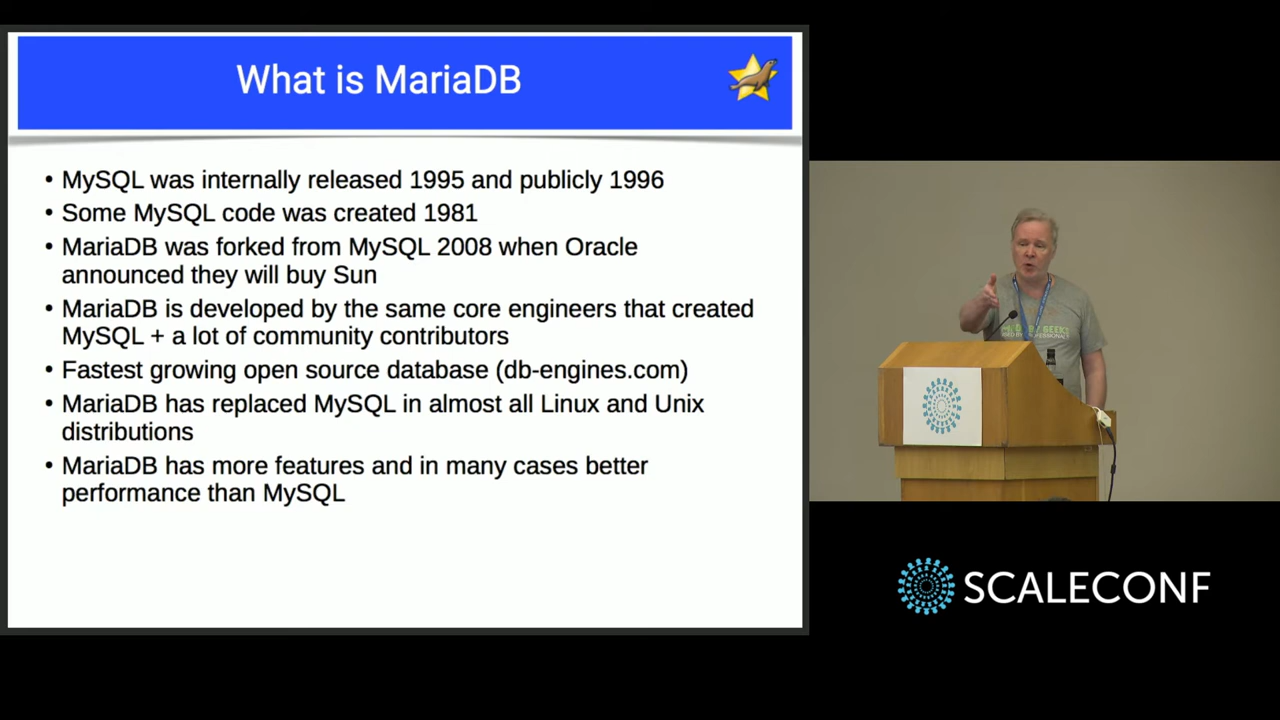 What is MariaDB
• MySQL was internally released 1995 and publicly 1996
• Some MySQL code was created 1981
• MariaDB was forked from MySQL 2008 when Oracle
announced they will buy Sun
• MariaDB is developed by the same core engineers that created
MySQL + a lot of community contributors
• Fastest growing open source database (db-engines.com)
• MariaDB has replaced MySQL in almost all Linux and Unix
distributions
• MariaDB has more features and in many cases better
performance than MySQL
SCALECONF